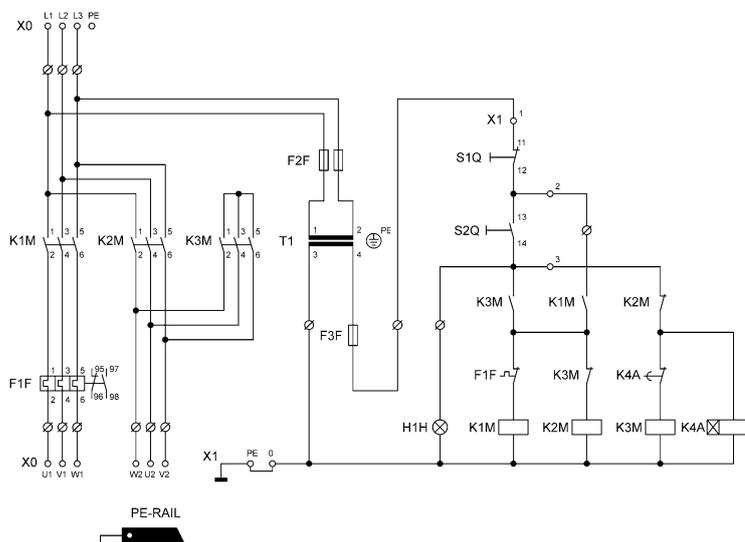 L1 L2 L3 PE
X0
X1 1
11
S1Q
12
F2F
2
13
S2Q
14
1 3 5 1 3 5 1 3 5
K1M K2M K3M
2 4 6 2 4 6 2 4 6
1 2 PE
T1
3 4
3
K3M K1M K2M
F3F
1 3 5 95 97
F1F
2 4 6 96 98
F1F K3M K4A
H1H K1M K2M K3M K4A
X0
U1 V1 W1 W2 U2 V2
X1 PE 0
PE-RAIL